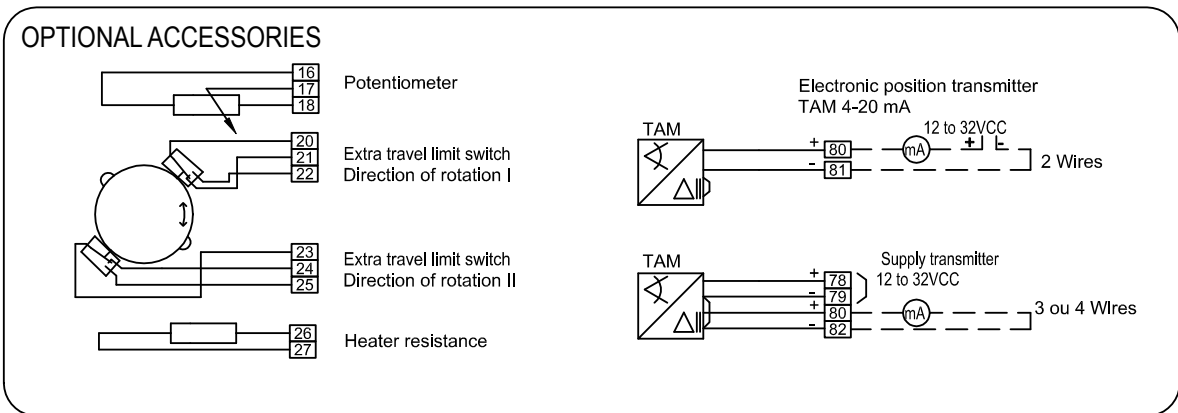 OPTIONAL ACCESSORIES
16
17
18
Potentiometer
20
21
22
Extra travel limit switch
Direction of rotation I
23
24
25
Extra travel limit switch
Direction of rotation II
26
27
Heater resistance
Electronic position transmitter
TAM 4-20 mA
TAM
12 to 32VCC
+ 80 mA + -
- 81
2 Wires
TAM
Supply transmitter
12 to 32VCC
+ 78
- 79
+ 80 mA
- 82
3 ou 4 WIres